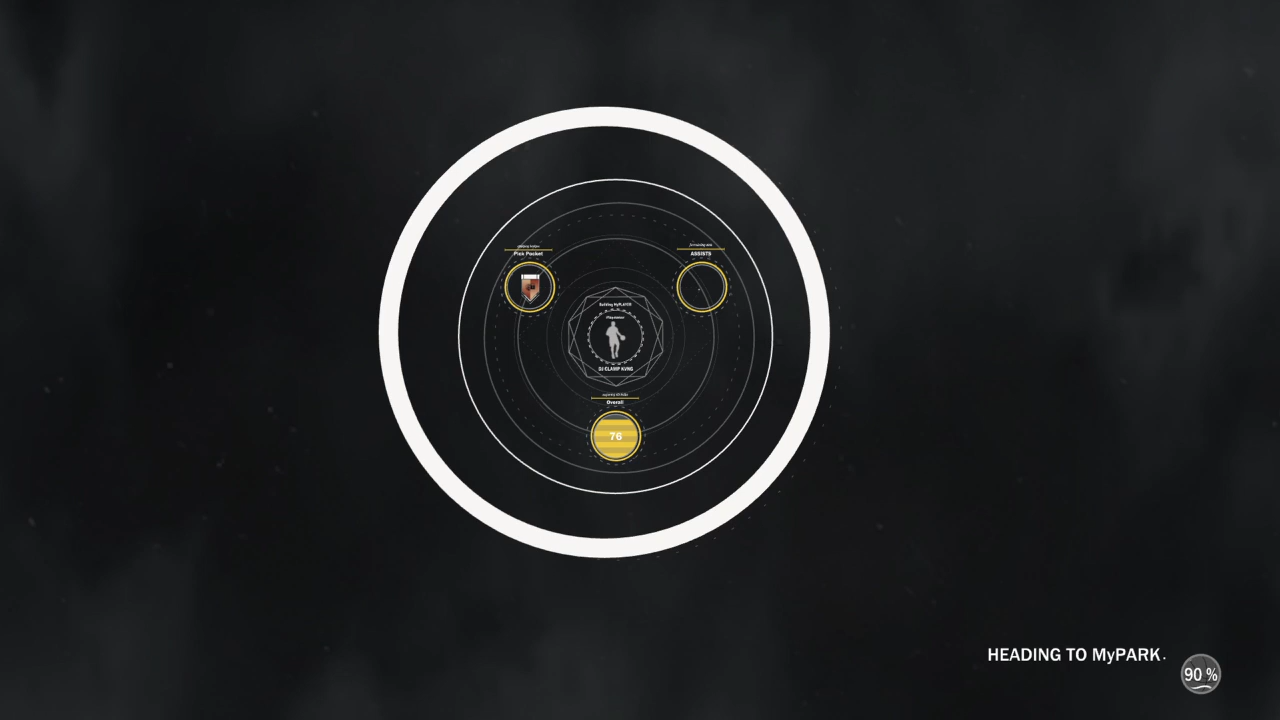 Pick Pocket
ASSISTS
Building MyPLAYER
DJ CLAMP KVNG
Overall
76
HEADING TO MyPARK.
90 %